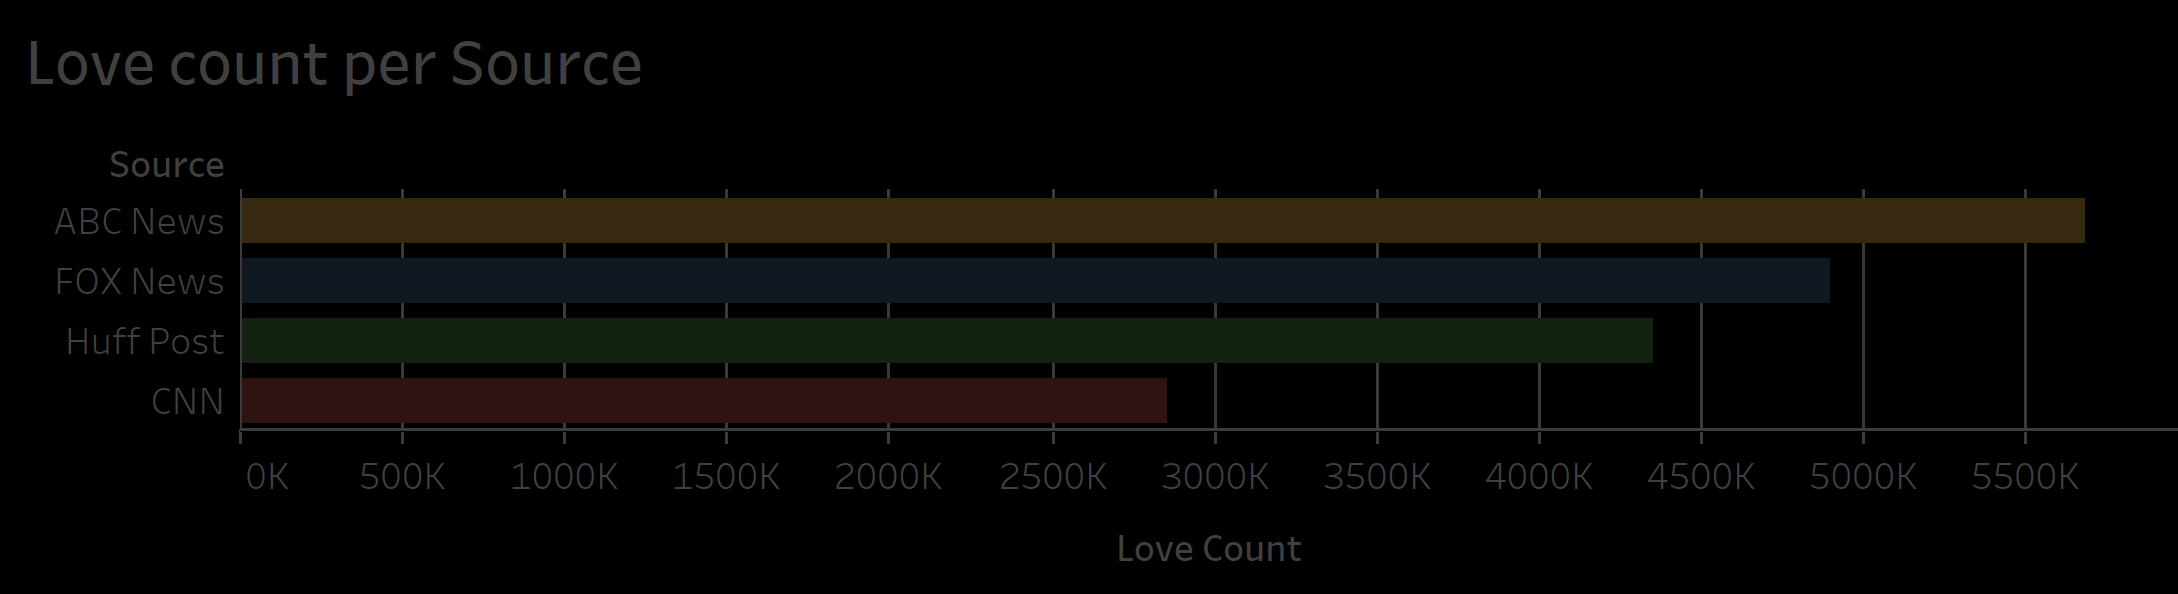 Love count per Source
Source
ABC News
FOX News
Huff Post
CNN
0K 500K 1000K 1500K 2000K 2500K 3000K 3500K 4000K 4500K 5000K 5500K
Love Count